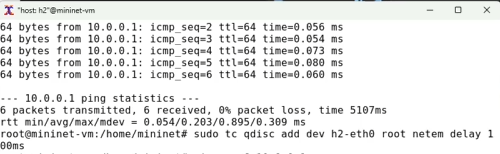 "host: h2"@mininet-vm
64 bytes from 10.0.0.1: icmp_seq=2 ttl=64 time=0.056 ms
64 bytes from 10.0.0.1: icmp_seq=3 ttl=64 time=0.054 ms
64 bytes from 10.0.0.1: icmp_seq=4 ttl=64 time=0.073 ms
64 bytes from 10.0.0.1: icmp_seq=5 ttl=64 time=0.080 ms
64 bytes from 10.0.0.1: icmp_seq=6 ttl=64 time=0.060 ms
--- 10.0.0.1 ping statistics ---
6 packets transmitted, 6 received, 0% packet loss, time 5107ms
rtt min/avg/max/mdev = 0.054/0.203/0.895/0.309 ms
root@mininet-vm:/home/mininet# sudo tc qdisc add dev h2-eth0 root netem delay 1
00ms